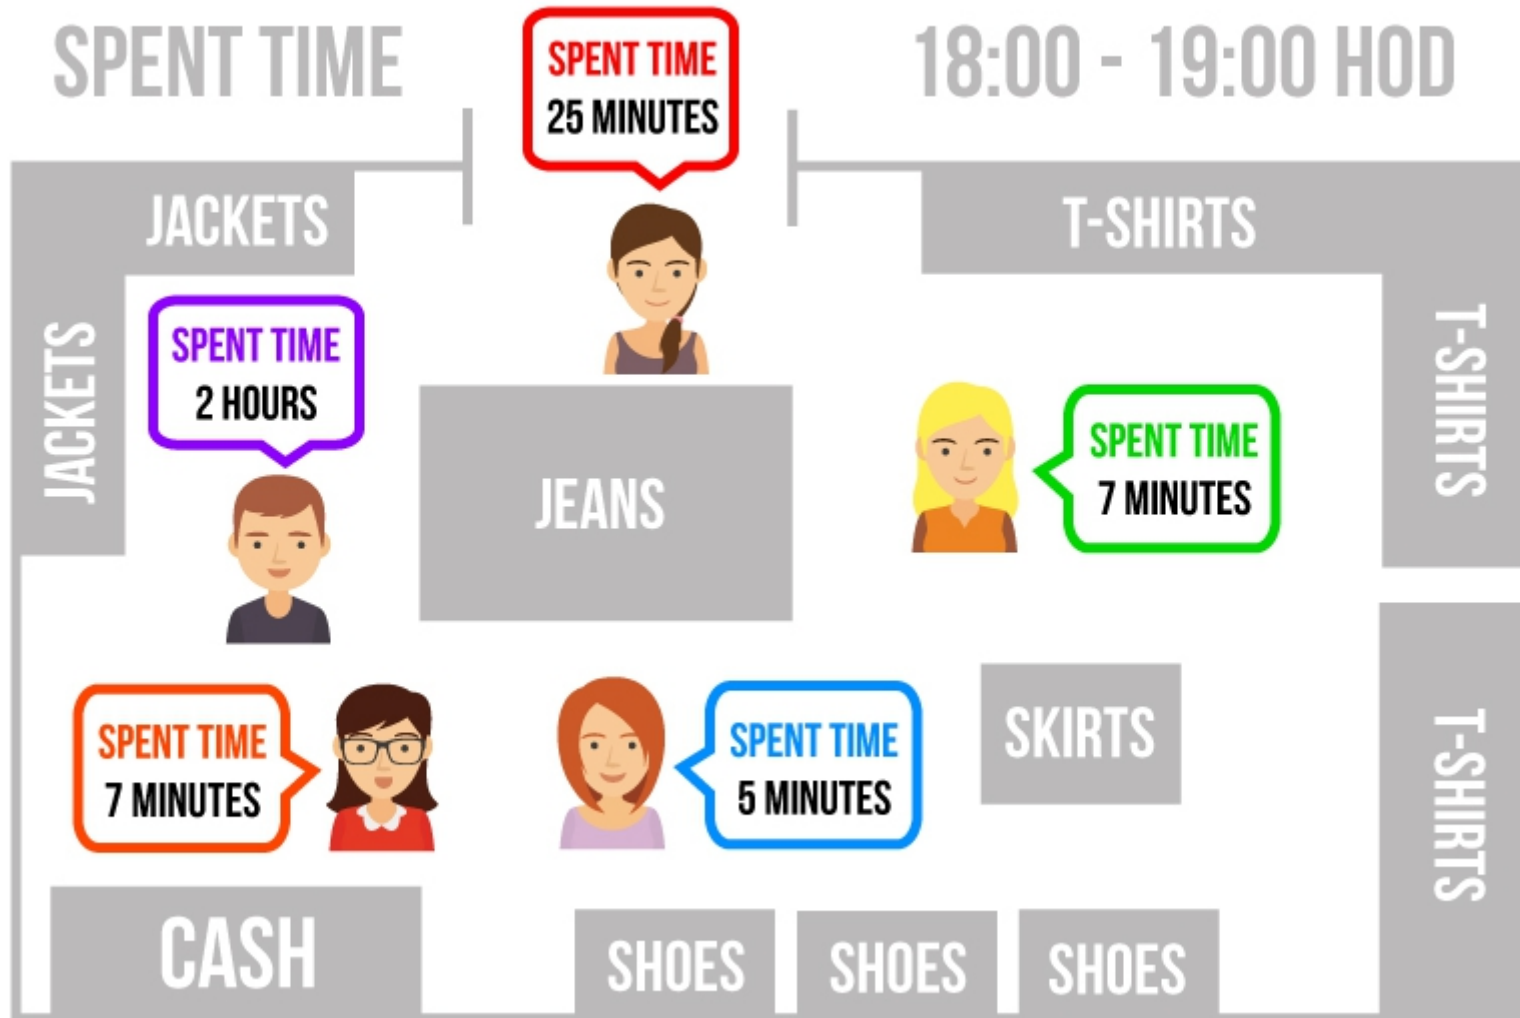 SPENT TIME
18:00 - 19:00 HOD
SPENT TIME
25 MINUTES
JACKETS
T-SHIRTS
JACKETS
SPENT TIME
2 HOURS
JEANS
SPENT TIME
7 MINUTES
T-SHIRTS
SPENT TIME
7 MINUTES
SPENT TIME
5 MINUTES
SKIRTS
T-SHIRTS
CASH
SHOES
SHOES
SHOES